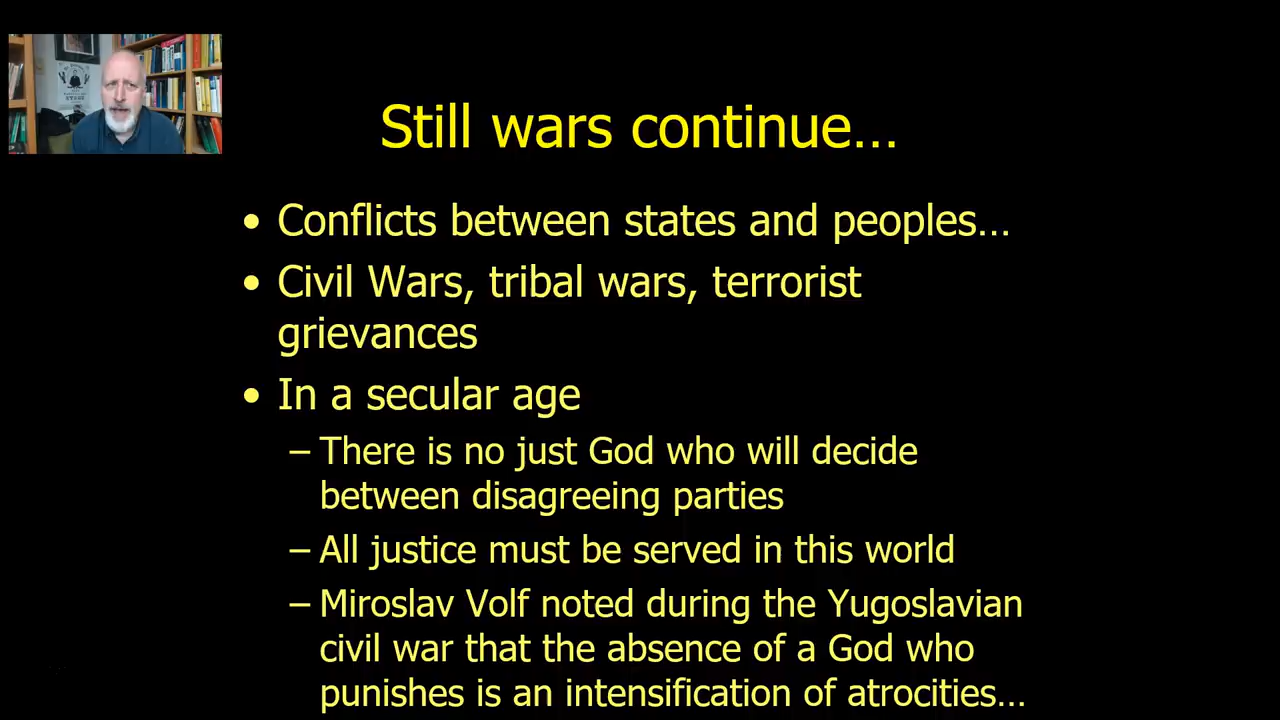 Still wars continue...
• Conflicts between states and peoples...
• Civil Wars, tribal wars, terrorist
grievances
• In a secular age
– There is no just God who will decide
between disagreeing parties
– All justice must be served in this world
– Miroslav Volf noted during the Yugoslavian
civil war that the absence of a God who
punishes is an intensification of atrocities...